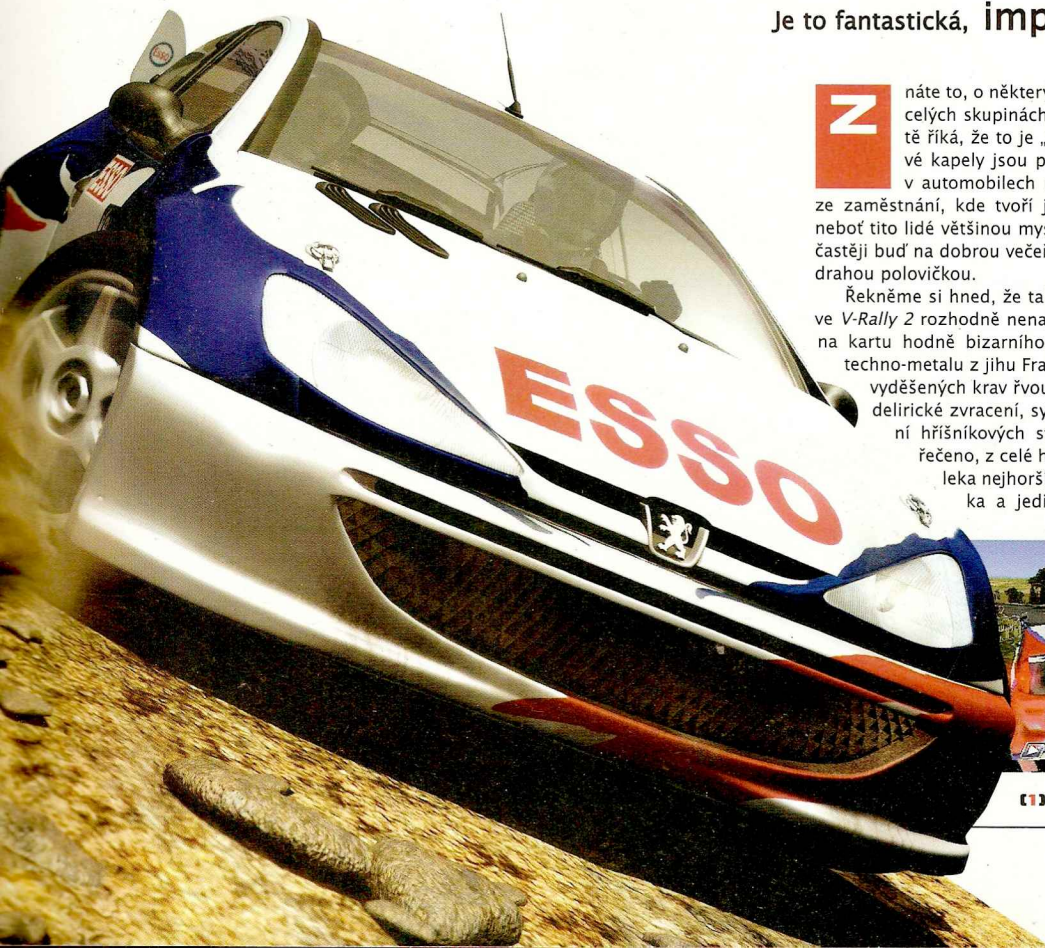 Je to fantastická, imp
Z
náte to, o některý
celých skupinách
tě říká, že to je „
vé kapely jsou p
v automobilech
ze zaměstnání, kde tvoří j
neboť tito lidé většinou mys
častěji buď na dobrou večeř
drahou polovičkou.
Řekněme si hned, že ta
ve V-Rally 2 rozhodně nena
na kartu hodně bizarního
techno-metalu z jihu Fra
vyděšených krav řvou
delirické zvracení, sy
ní hříšníkových s
řečeno, z celé h
leka nejhorší
ka a jedi
ESSO
ESSO
[1]